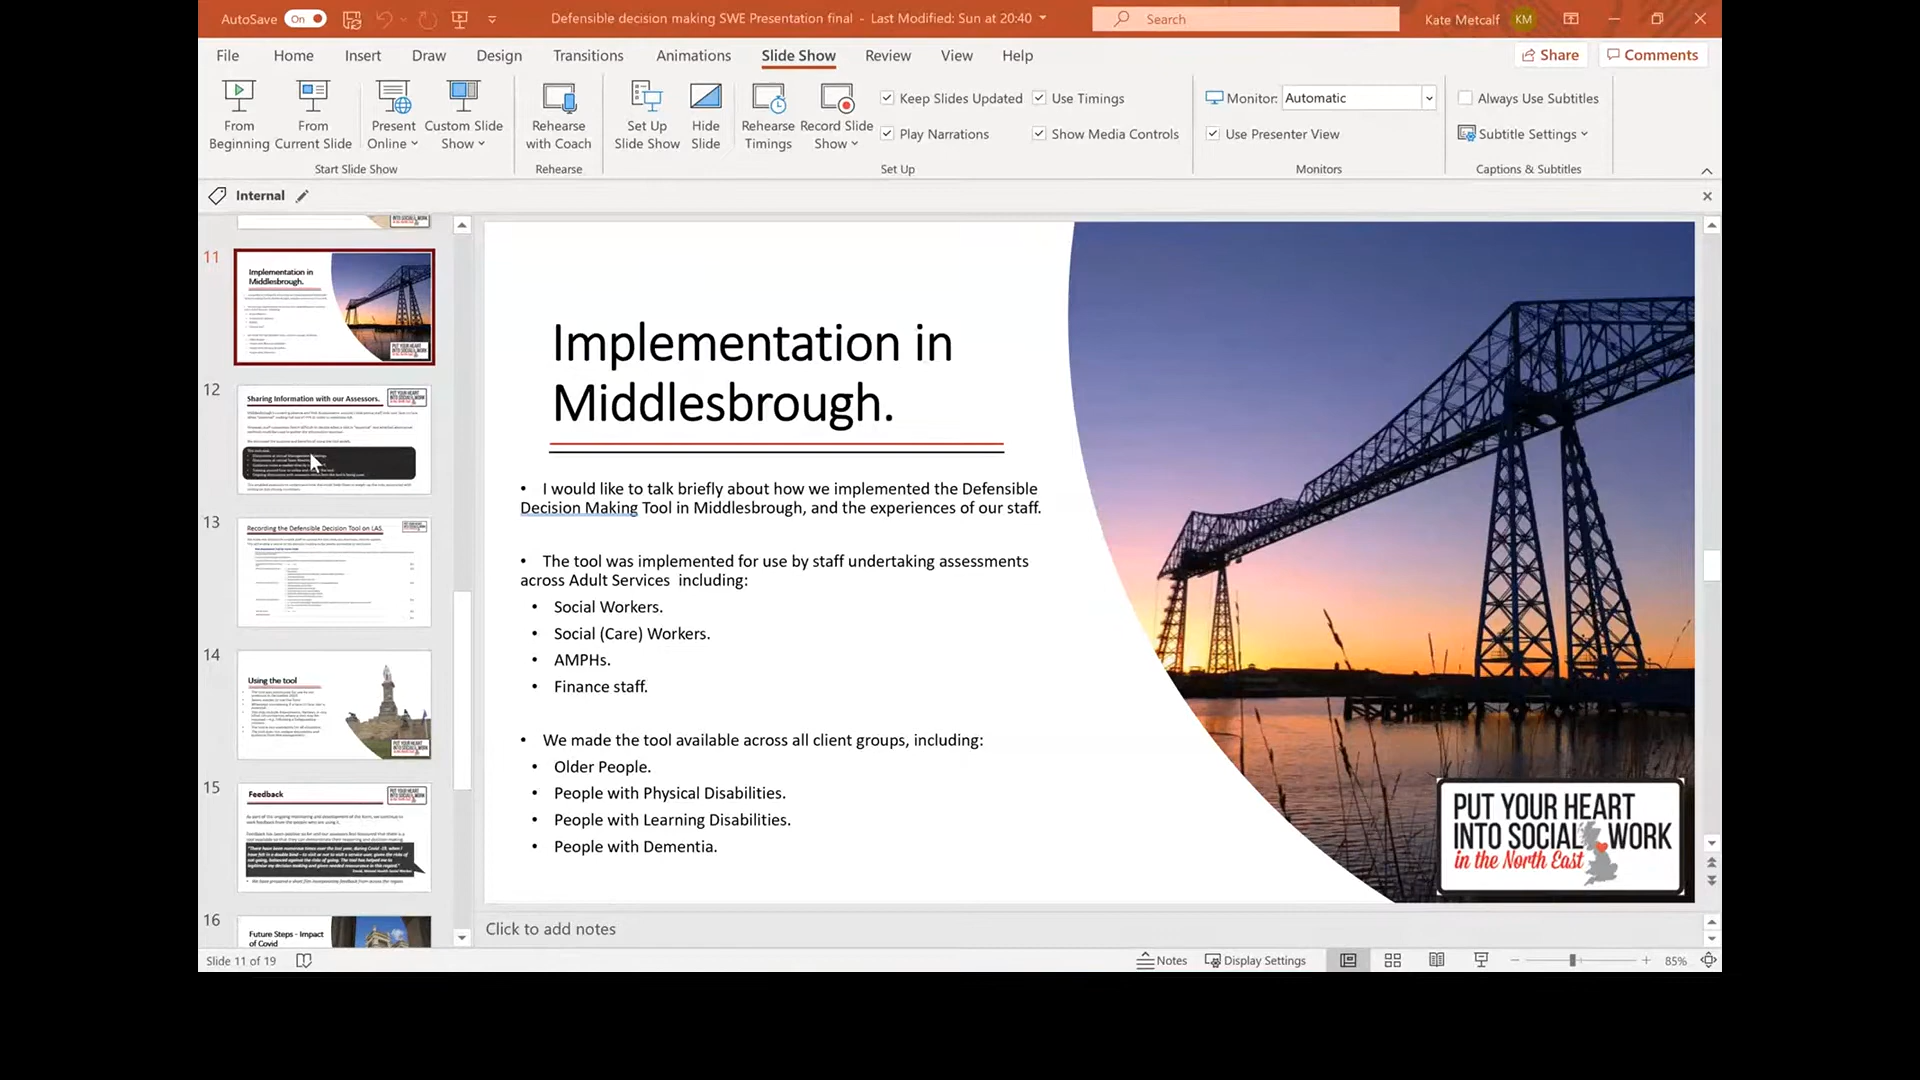 AutoSave On
Defensible decision making SWE Presentation final - Last Modified: Sun at 20:40
Search
Kate Metcalf KM
File Home Insert Draw Design Transitions Animations Slide Show Review View Help
Share Comments
From Beginning
From Current Slide
Present Online
Custom Slide Show
Start Slide Show
Rehearse with Coach
Rehearse
Set Up Slide Show
Hide Slide
Rehearse Timings
Record Slide Show
Keep Slides Updated
Play Narrations
Use Timings
Show Media Controls
Set Up
Monitor: Automatic
Use Presenter View
Monitors
Always Use Subtitles
Subtitle Settings
Captions & Subtitles
Internal
11
Implementation in
Middlesbrough.
12
Sharing Information with our Assessors.
13
Recording the Defensible Decision Tool on LAS.
14
Using the tool
15
Feedback
16
Future Steps - Impact
of Covid
Implementation in
Middlesbrough.
• I would like to talk briefly about how we implemented the Defensible
Decision Making Tool in Middlesbrough, and the experiences of our staff.
• The tool was implemented for use by staff undertaking assessments
across Adult Services including:
• Social Workers.
• Social (Care) Workers.
• AMPHs.
• Finance staff.
• We made the tool available across all client groups, including:
• Older People.
• People with Physical Disabilities.
• People with Learning Disabilities.
• People with Dementia.
PUT YOUR HEART
INTO SOCIAL WORK
in the North East
Click to add notes
Slide 11 of 19
Notes
Display Settings
85%